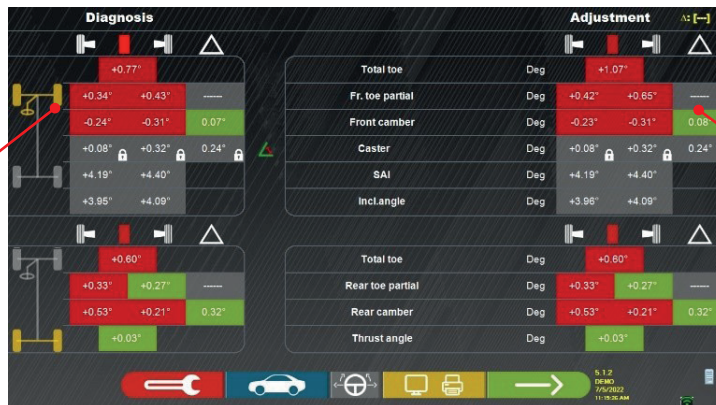 Diagnosis Adjustment Δ: [---]
+0.77° Total toe Deg +1.07°
+0.34° +0.43° ------ Fr. toe partial Deg +0.42° +0.65° ------
-0.24° -0.31° 0.07° Front camber Deg -0.23° -0.31° 0.08°
+0.08° +0.32° 0.24° Caster Deg +0.08° +0.32° 0.24°
+4.19° +4.40° SAI Deg +4.19° +4.40°
+3.95° +4.09° Incl.angle Deg +3.96° +4.09°
+0.60° Total toe Deg +0.60°
+0.33° +0.27° ------ Rear toe partial Deg +0.33° +0.27° ------
+0.53° +0.21° 0.32° Rear camber Deg +0.53° +0.21° 0.32°
+0.03° Thrust angle Deg +0.03°
5.1.2
DEMO
7/5/2022
11:19:26 AM